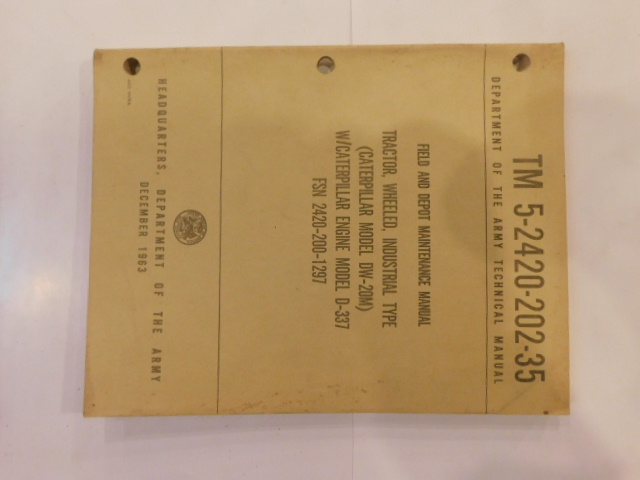 TM 5-2420-202-35
DEPARTMENT OF THE ARMY TECHNICAL MANUAL
FIELD AND DEPOT MAINTENANCE MANUAL
TRACTOR, WHEELED, INDUSTRIAL TYPE
(CATERPILLAR MODEL DW-20M)
W/CATERPILLAR ENGINE MODEL D-337
FSN 2420-200-1297
HEADQUARTERS, DEPARTMENT OF THE ARMY
DECEMBER 1963